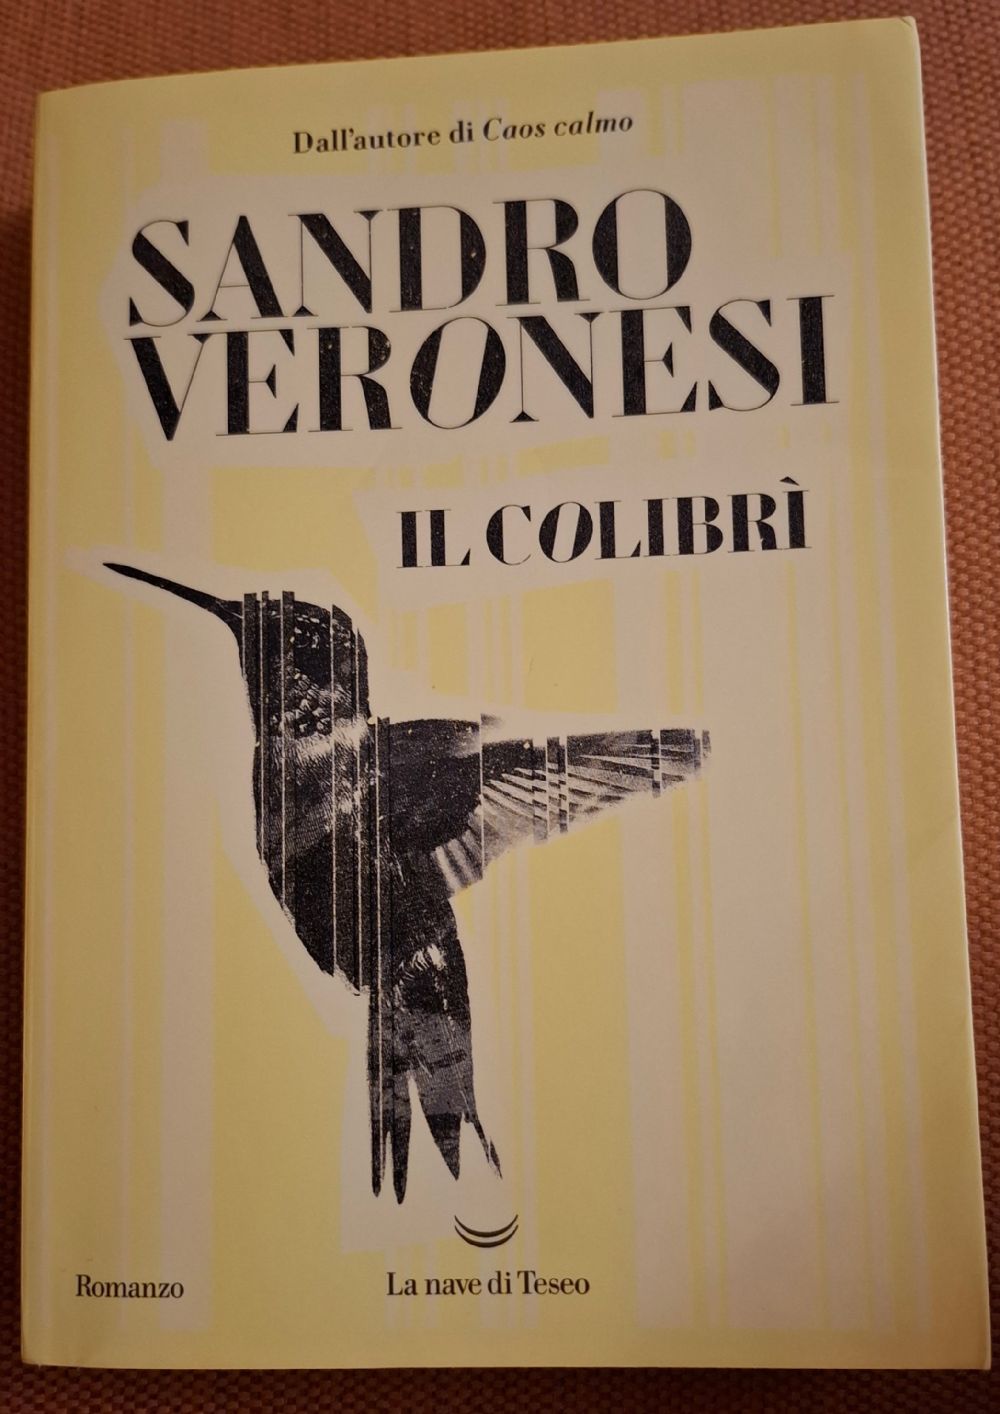 Dall'autore di Caos calmo
SANDRO
VERONESI
IL COLIBRÌ
Romanzo
La nave di Teseo